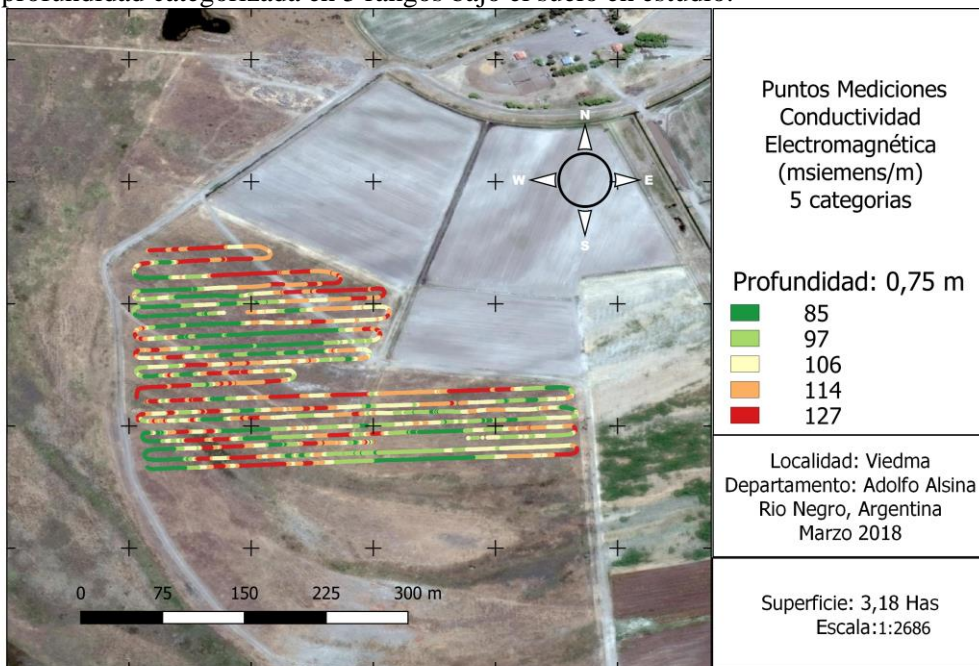 profundidad categorizada en 5 rangos bajo el suelo en estudio.
N
W
E
S
0 75 150 225 300 m
Puntos Mediciones
Conductividad
Electromagnética
(msiemens/m)
5 categorias
Profundidad: 0,75 m
85
97
106
114
127
Localidad: Viedma
Departamento: Adolfo Alsina
Rio Negro, Argentina
Marzo 2018
Superficie: 3,18 Has
Escala:1:2686